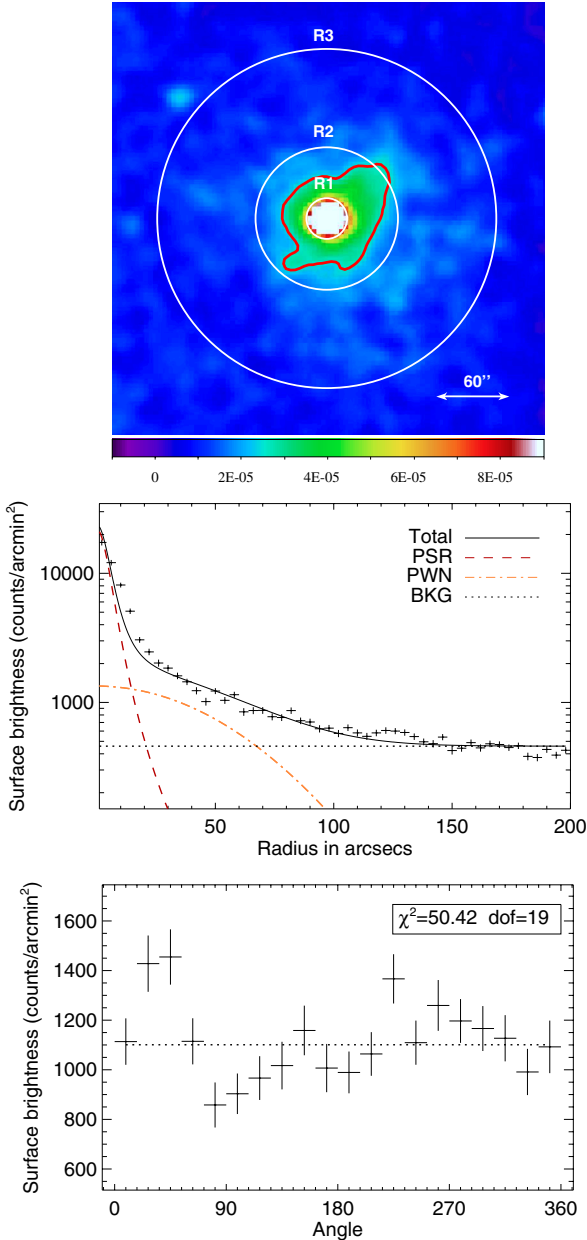 R3
R2
R1
60’’
0 2E-05 4E-05 6E-05 8E-05
Surface brightness (counts/arcmin²)
10000
1000
Total
PSR
PWN
BKG
50 100 150 200
Radius in arcsecs
Surface brightness (counts/arcmin²)
1600
1400
1200
1000
800
600
χ²=50.42 dof=19
0 90 180 270 360
Angle